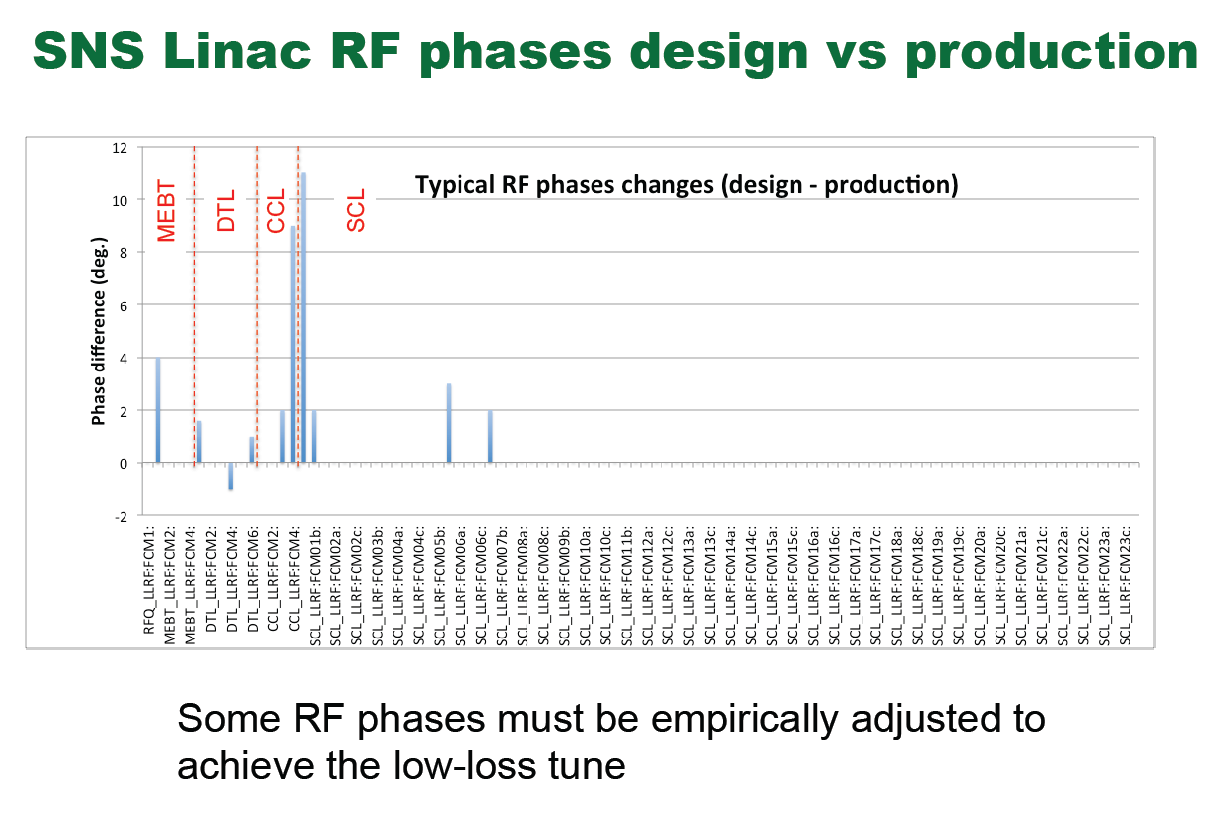 SNS Linac RF phases design vs production
Typical RF phases changes (design - production)
MEBT
DTL
CCL
SCL
Phase difference (deg.)
12
10
8
6
4
2
0
-2
RFQ_LLRF:FCM1:
MEBT_LLRF:FCM2:
MEBT_LLRF:FCM4:
DTL_LLRF:FCM2:
DTL_LLRF:FCM4:
DTL_LLRF:FCM6:
CCL_LLRF:FCM2:
CCL_LLRF:FCM4:
SCL_LLRF:FCM01b:
SCL_LLRF:FCM02a:
SCL_LLRF:FCM02c:
SCL_LLRF:FCM03b:
SCL_LLRF:FCM04a:
SCL_LLRF:FCM04c:
SCL_LLRF:FCM05b:
SCL_LLRF:FCM06a:
SCL_LLRF:FCM06c:
SCL_LLRF:FCM07b:
SCL_LLRF:FCM08a:
SCL_LLRF:FCM08c:
SCL_LLRF:FCM09b:
SCL_LLRF:FCM10a:
SCL_LLRF:FCM10c:
SCL_LLRF:FCM11b:
SCL_LLRF:FCM12a:
SCL_LLRF:FCM12c:
SCL_LLRF:FCM13a:
SCL_LLRF:FCM13c:
SCL_LLRF:FCM14a:
SCL_LLRF:FCM14c:
SCL_LLRF:FCM15a:
SCL_LLRF:FCM15c:
SCL_LLRF:FCM16a:
SCL_LLRF:FCM16c:
SCL_LLRF:FCM17a:
SCL_LLRF:FCM17c:
SCL_LLRF:FCM18a:
SCL_LLRF:FCM18c:
SCL_LLRF:FCM19a:
SCL_LLRF:FCM19c:
SCL_LLRF:FCM20a:
SCL_LLRF:FCM20c:
SCL_LLRF:FCM21a:
SCL_LLRF:FCM21c:
SCL_LLRF:FCM22a:
SCL_LLRF:FCM22c:
SCL_LLRF:FCM23a:
SCL_LLRF:FCM23c:
Some RF phases must be empirically adjusted to
achieve the low-loss tune